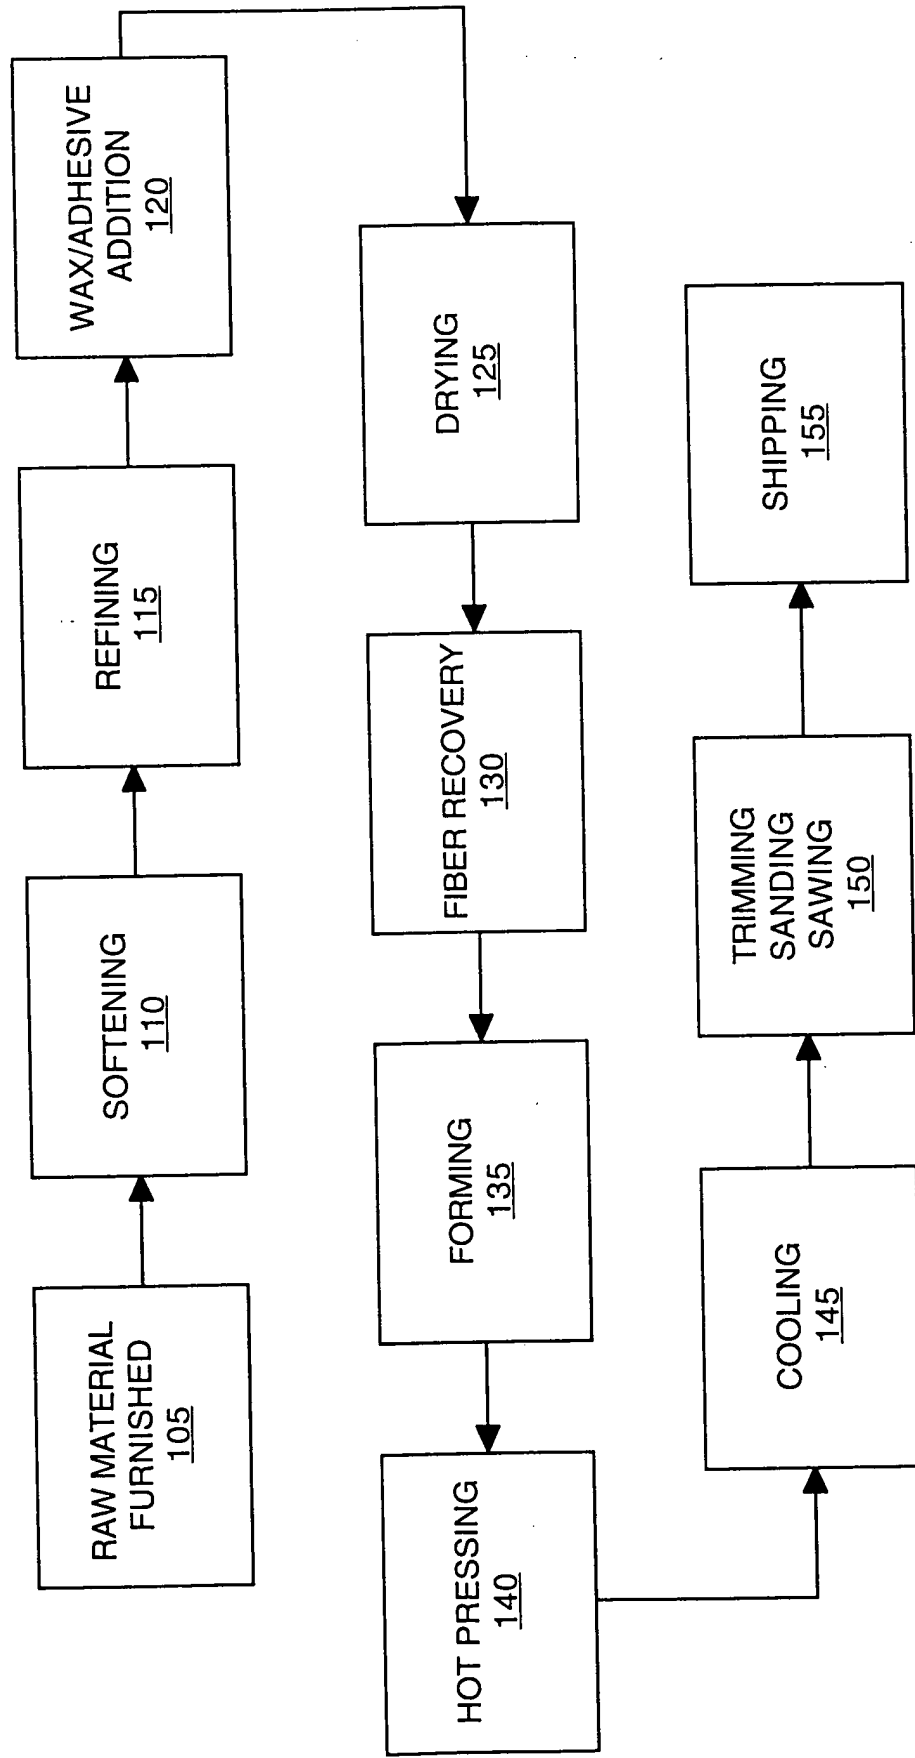 RAW MATERIAL
FURNISHED
105
SOFTENING
110
REFINING
115
WAX/ADHESIVE
ADDITION
120
DRYING
125
FIBER RECOVERY
130
FORMING
135
HOT PRESSING
140
COOLING
145
TRIMMING
SANDING
SAWING
150
SHIPPING
155